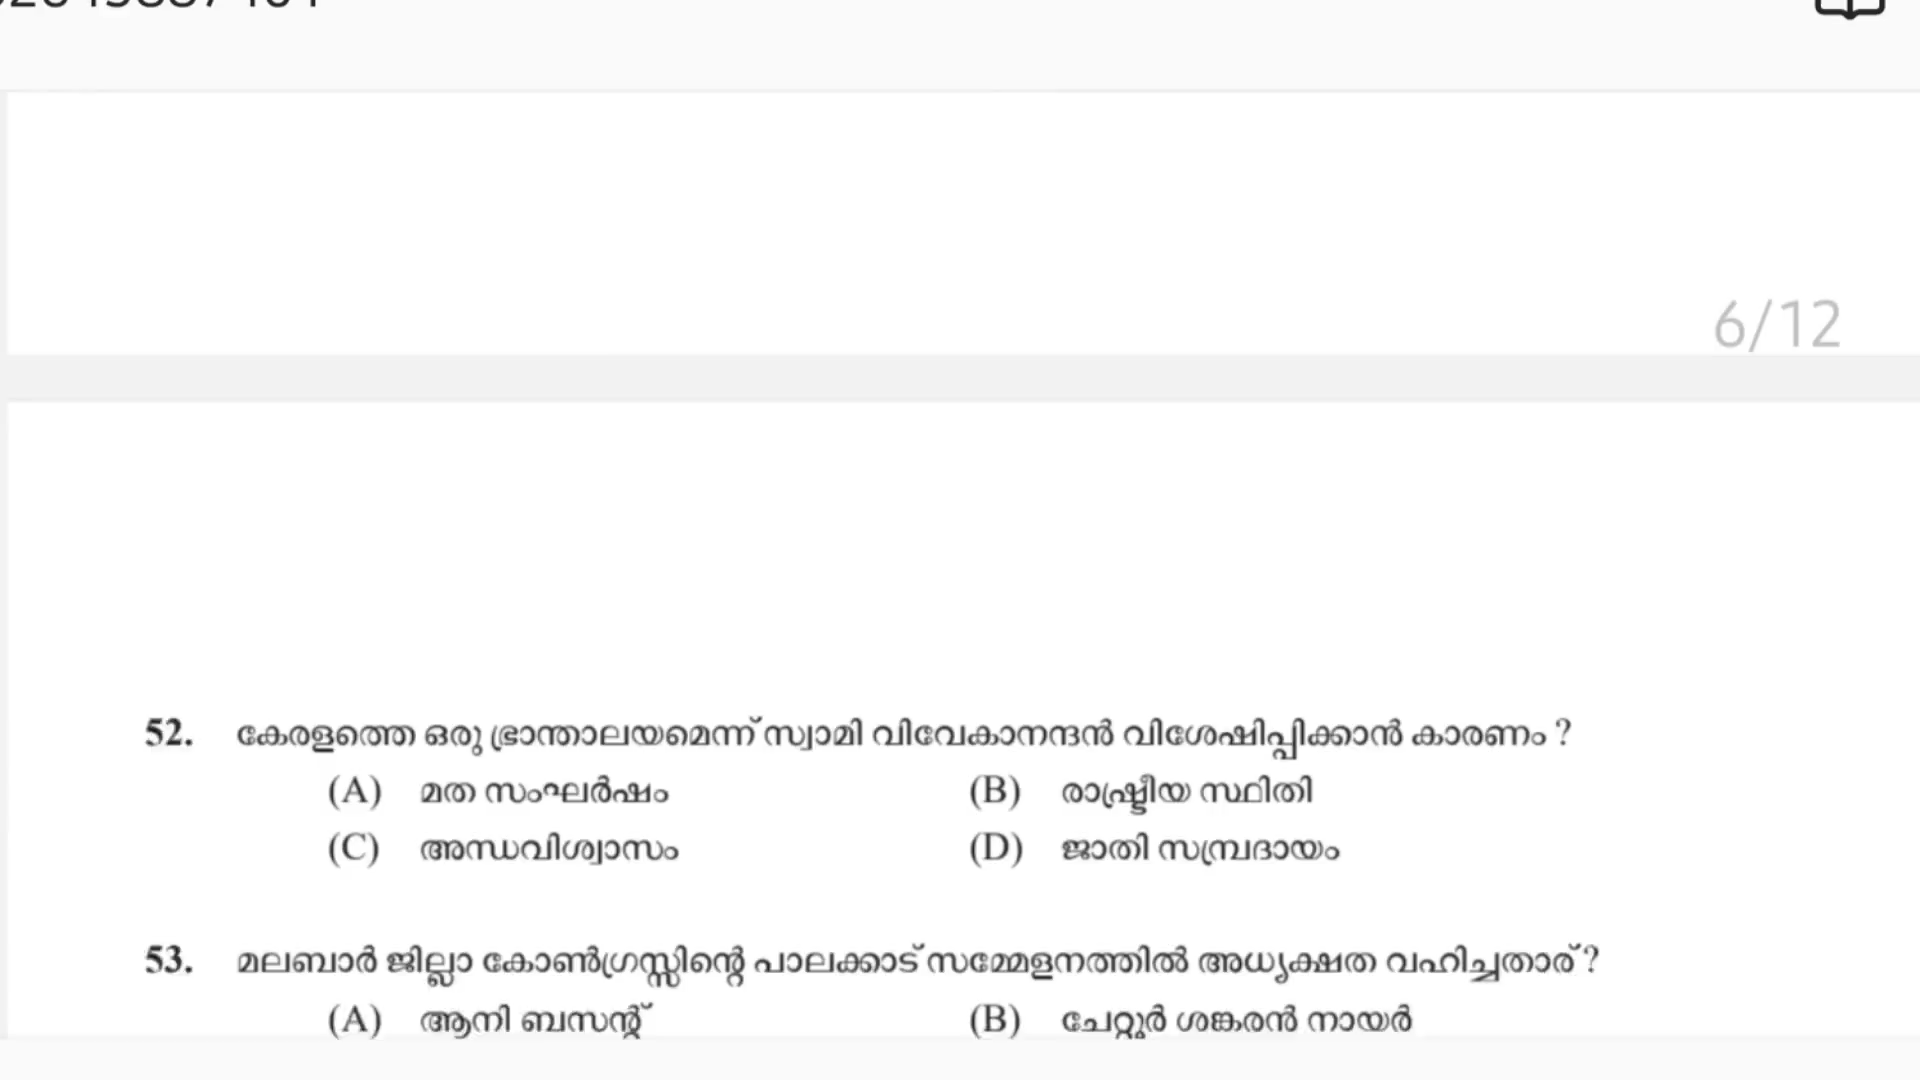 6/12
52. കേരളത്തെ ഒരു ഭ്രാന്താലയമെന്ന് സ്വാമി വിവേകാനന്ദൻ വിശേഷിപ്പിക്കാൻ കാരണം ?
(A) മത സംഘർഷം (B) രാഷ്ട്രീയ സ്ഥിതി
(C) അന്ധവിശ്വാസം (D) ജാതി സമ്പ്രദായം
53. മലബാർ ജില്ലാ കോൺഗ്രസ്സിന്റെ പാലക്കാട് സമ്മേളനത്തിൽ അധ്യക്ഷത വഹിച്ചതാര് ?
(A) ആനി ബസന്റ് (B) ചേറ്റൂർ ശങ്കരൻ നായർ